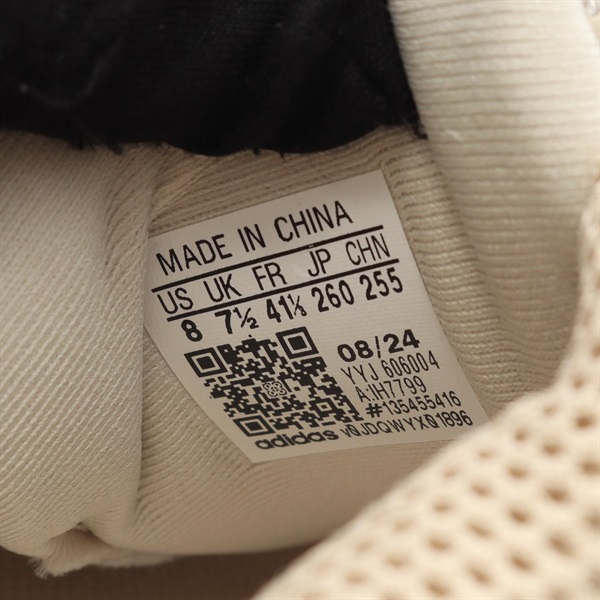 MADE IN CHINA
US UK FR JP CHN
8 7½ 41⅓ 260 255
08/24
YYJ 606004
A:IH7799
#135455416
adidas v0JDQWYX01896